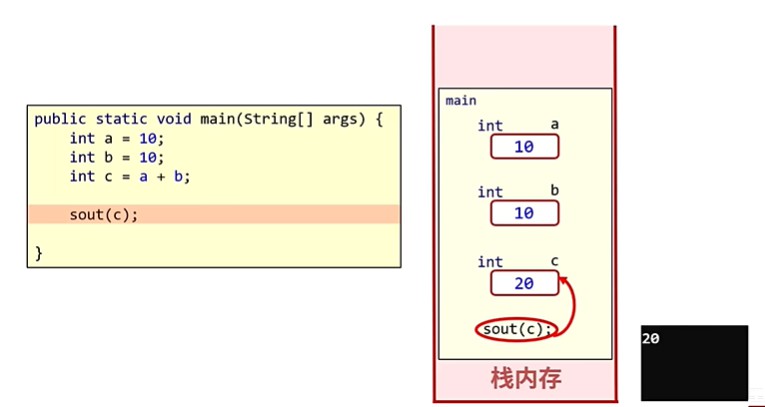 public static void main(String[] args) {
int a = 10;
int b = 10;
int c = a + b;
sout(c);
}
main
int a
10
int b
10
int c
20
sout(c);
栈内存
20